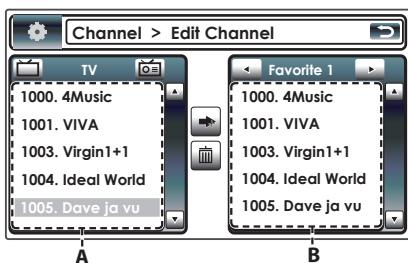 Channel > Edit Channel
TV
1000. 4Music
1001. VIVA
1003. Virgin1+1
1004. Ideal World
1005. Dave ja vu
Favorite 1
1000. 4Music
1001. VIVA
1003. Virgin1+1
1004. Ideal World
1005. Dave ja vu
A
B